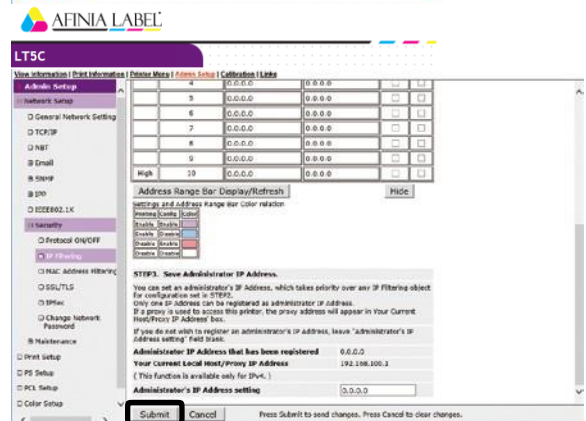 AFINIA LABEL
LT5C
View Information | Print Information | Printer Menu | Admin Setup | Calibration | Links
Admin Setup
Network Setup
General Network Setting
TCP/IP
NBT
Email
SNMP
IPP
IEEE802.1X
Security
Protocol ON/OFF
IP Filtering
MAC Address Filtering
SSL/TLS
IPSec
Change Network
Password
Maintenance
Print Setup
PS Setup
PCL Setup
Color Setup
4 0.0.0.0 0.0.0.0
5 0.0.0.0 0.0.0.0
6 0.0.0.0 0.0.0.0
7 0.0.0.0 0.0.0.0
8 0.0.0.0 0.0.0.0
9 0.0.0.0 0.0.0.0
High 10 0.0.0.0 0.0.0.0
Address Range Bar Display/Refresh Hide
Settings and Address Range Bar Color relation
Printing Config Color
Enable Enable
Enable Disable
Disable Enable
Disable Disable
STEP3. Save Administrator IP Address.
You can set an administrator's IP Address, which takes priority over any IP Filtering object
for configuration set in STEP2.
Only one IP Address can be registered as administrator IP address.
If a proxy is used to access this printer, the proxy address will appear in 'Your Current
Host/Proxy IP Address' box.
If you do not wish to register an administrator's IP Address, leave "administrator's IP
Address setting" field blank.
Administrator IP Address that has been registered 0.0.0.0
Your Current Local Host/Proxy IP Address 192.168.100.1
( This function is available only for IPv4. )
Administrator's IP Address setting 0.0.0.0
Submit Cancel Press Submit to send changes. Press Cancel to clear changes.